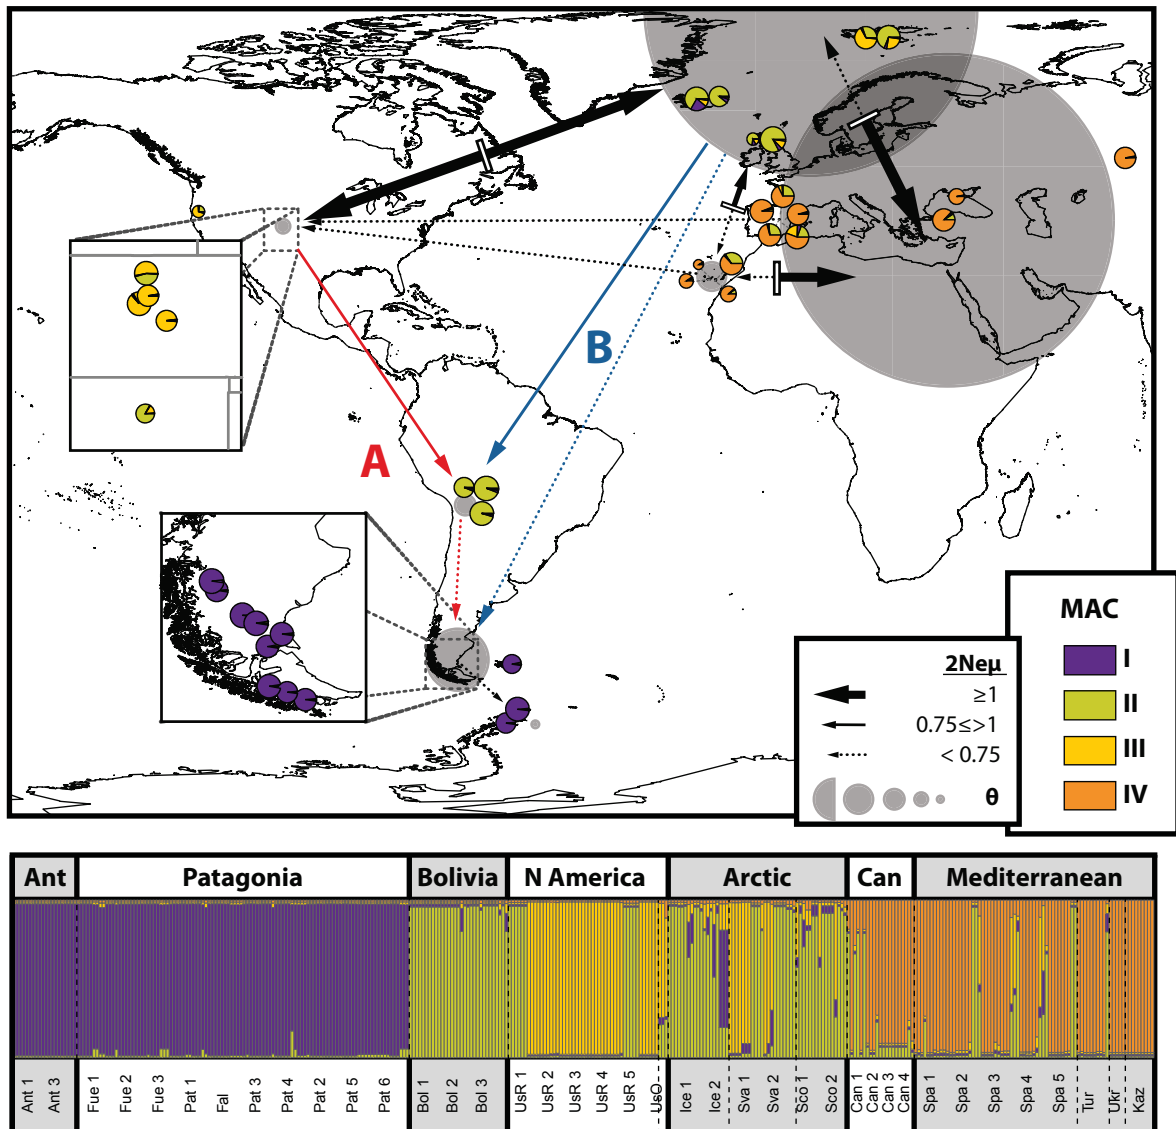 B
A
MAC
I
II
III
IV
2Neμ
≥1
0.75≤>1
< 0.75
θ
Ant Patagonia Bolivia N America Arctic Can Mediterranean
Ant 1 Ant 3 Fue 1 Fue 2 Fue 3 Pat 1 Fal Pat 3 Pat 4 Pat 2 Pat 5 Pat 6 Bol 1 Bol 2 Bol 3 UsR 1 UsR 2 UsR 3 UsR 4 UsR 5 UsO Ice 1 Ice 2 Sva 1 Sva 2 Sco 1 Sco 2 Can 1 Can 2 Can 3 Can 4 Spa 1 Spa 2 Spa 3 Spa 4 Spa 5 Tur Ukr Kaz